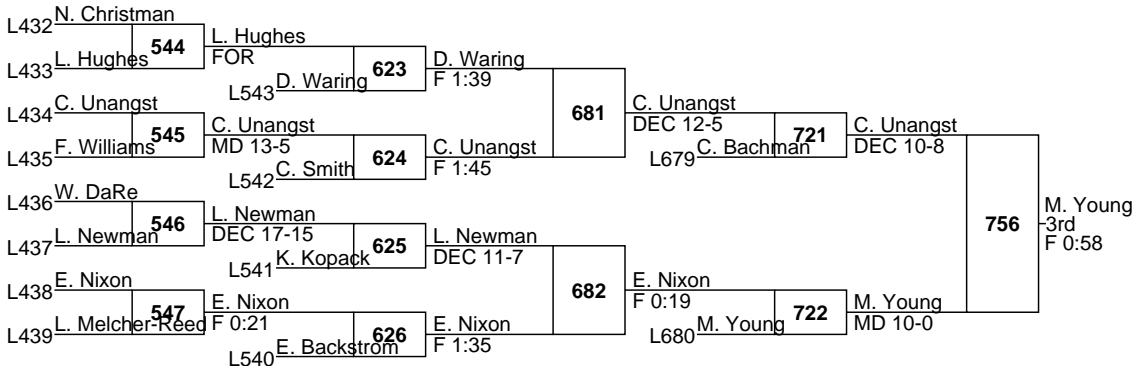 L432 N. Christman
544
L433 L. Hughes
L. Hughes
FOR
623
L543 D. Waring
D. Waring
F 1:39
L434 C. Unangst
545
L435 F. Williams
C. Unangst
MD 13-5
624
L542 C. Smith
C. Unangst
F 1:45
681
C. Unangst
DEC 12-5
721
L679 C. Bachman
C. Unangst
DEC 10-8
L436 W. DaRe
546
L437 L. Newman
L. Newman
DEC 17-15
625
L541 K. Kopack
L. Newman
DEC 11-7
L438 E. Nixon
547
L439 L. Melcher-Reed
E. Nixon
F 0:21
626
L540 E. Backstrom
E. Nixon
F 1:35
682
E. Nixon
F 0:19
722
L680 M. Young
M. Young
MD 10-0
756
M. Young
3rd
F 0:58